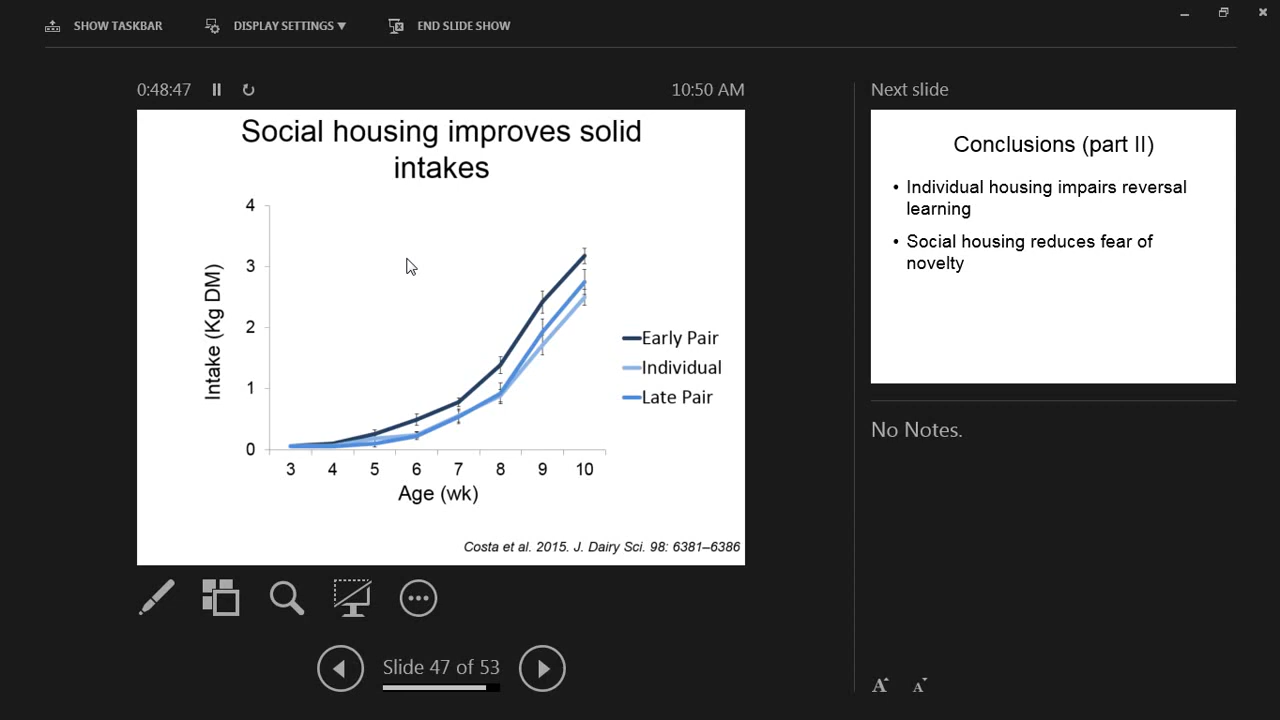 SHOW TASKBAR
DISPLAY SETTINGS
END SLIDE SHOW
0:48:47
10:50 AM
Social housing improves solid
intakes
4
3
2
1
0
Intake (Kg DM)
3 4 5 6 7 8 9 10
Age (wk)
Early Pair
Individual
Late Pair
Costa et al. 2015. J. Dairy Sci. 98: 6381–6386
Slide 47 of 53
Next slide
Conclusions (part II)
• Individual housing impairs reversal
learning
• Social housing reduces fear of
novelty
No Notes.
A A